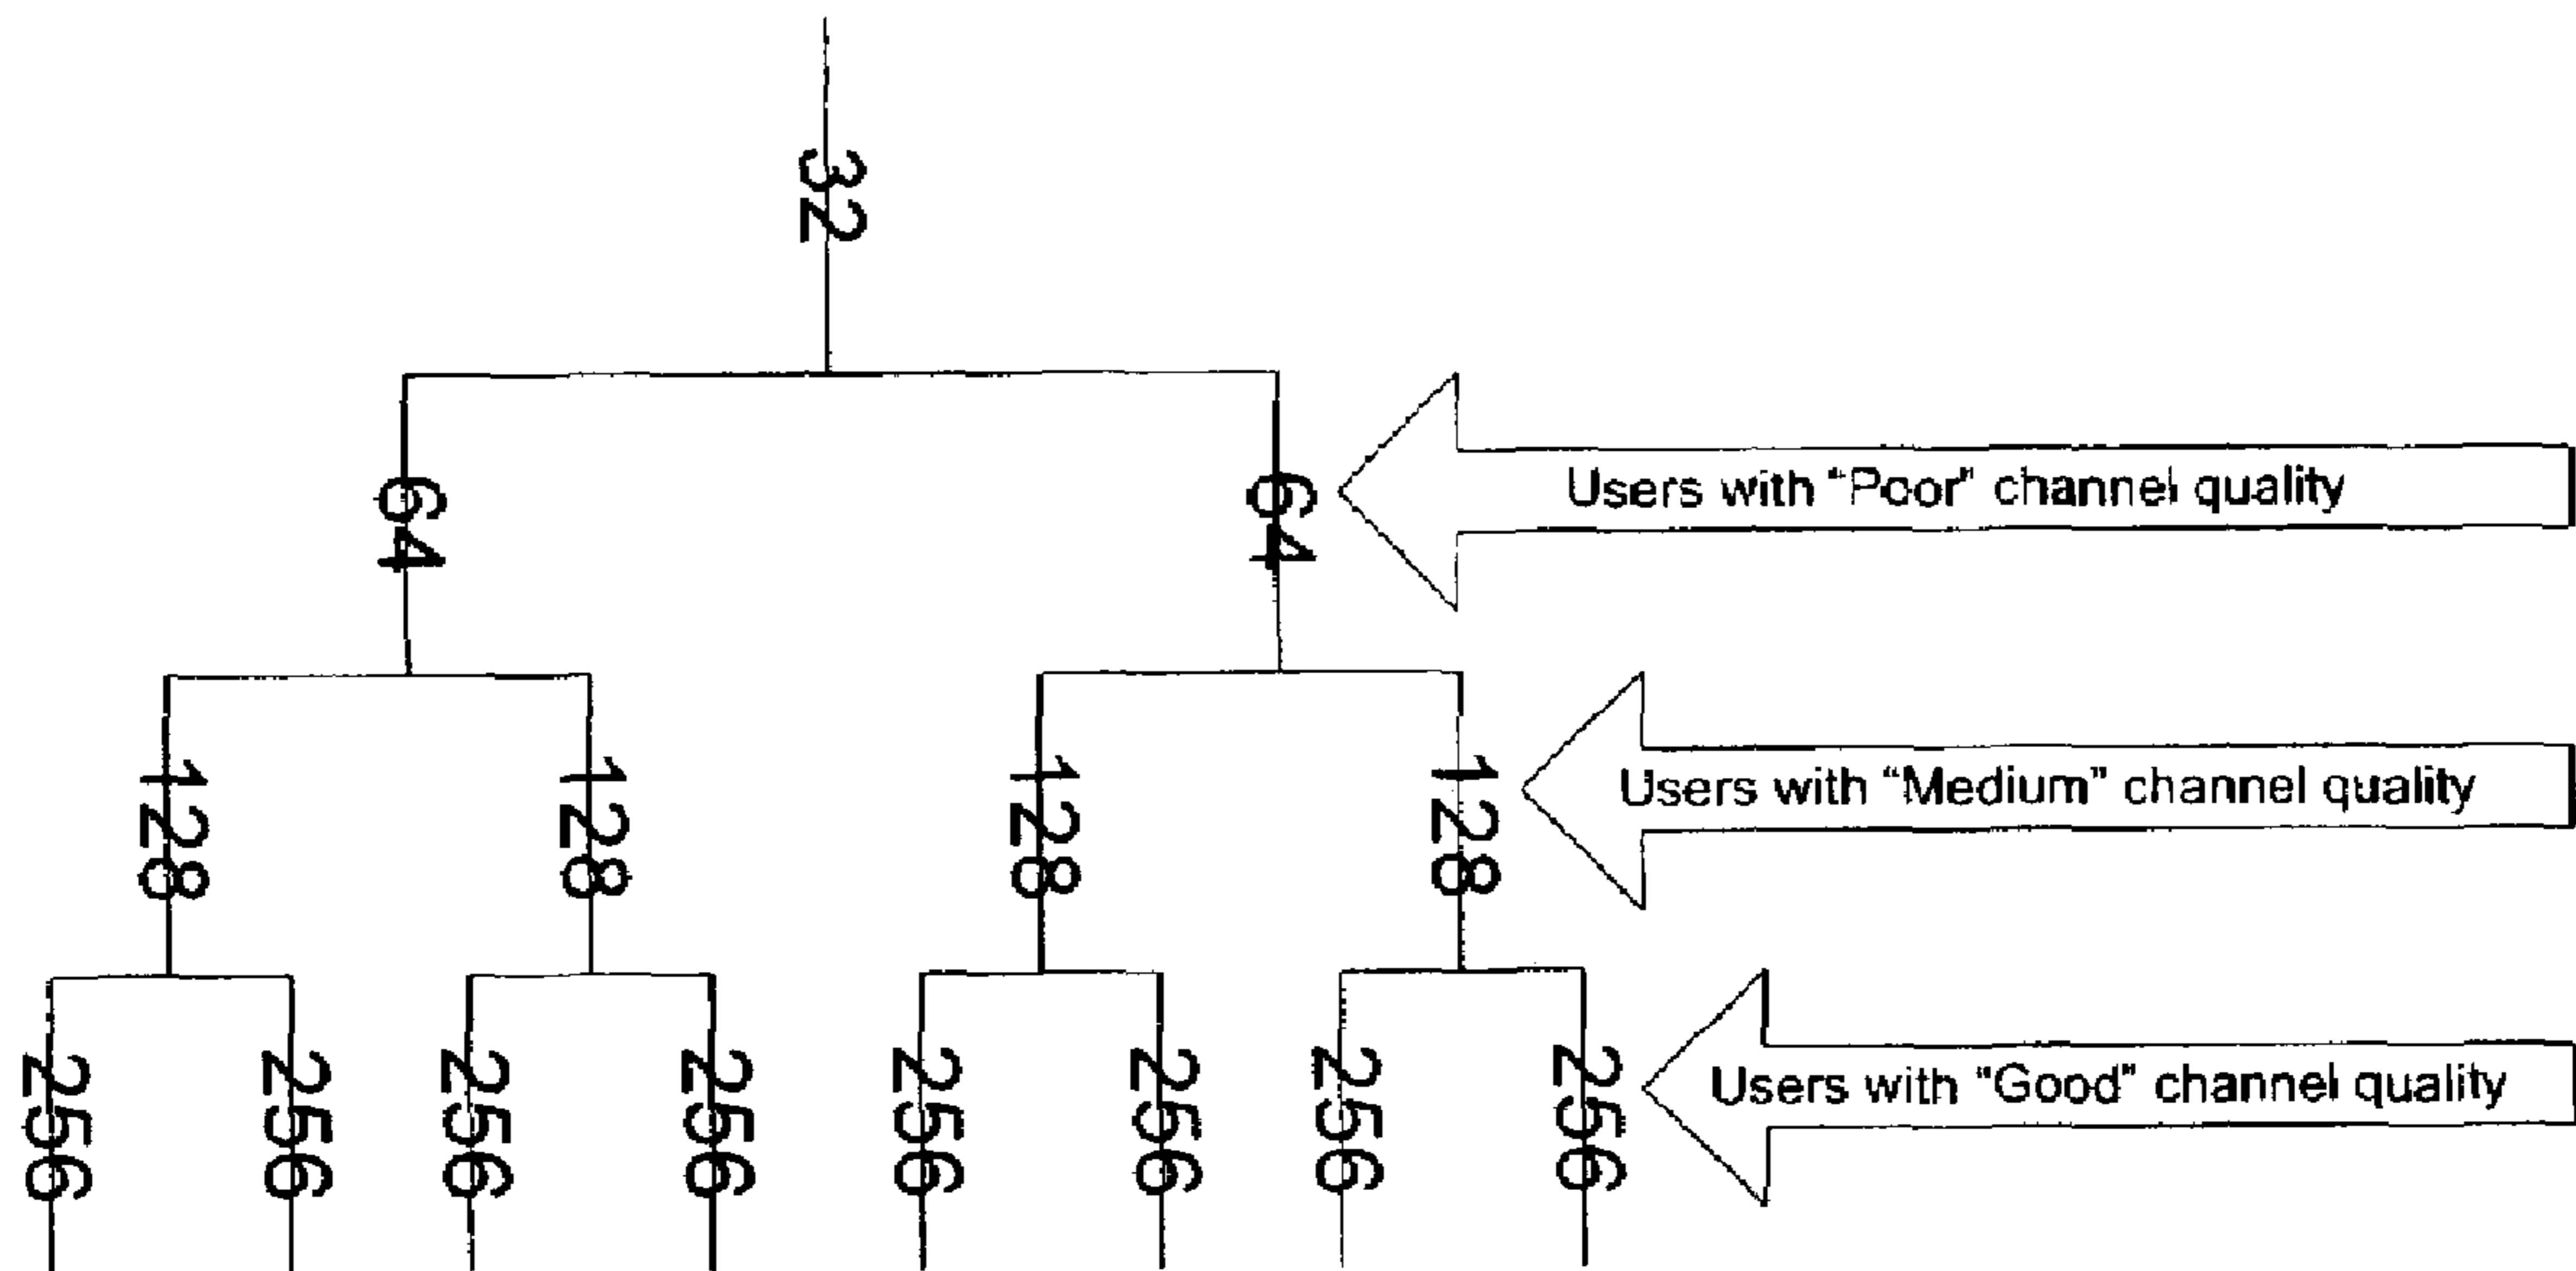 32
64 64 Users with "Poor" channel quality
128 128 128 128 Users with “Medium” channel quality
256 256 256 256 256 256 256 256 Users with "Good" channel quality